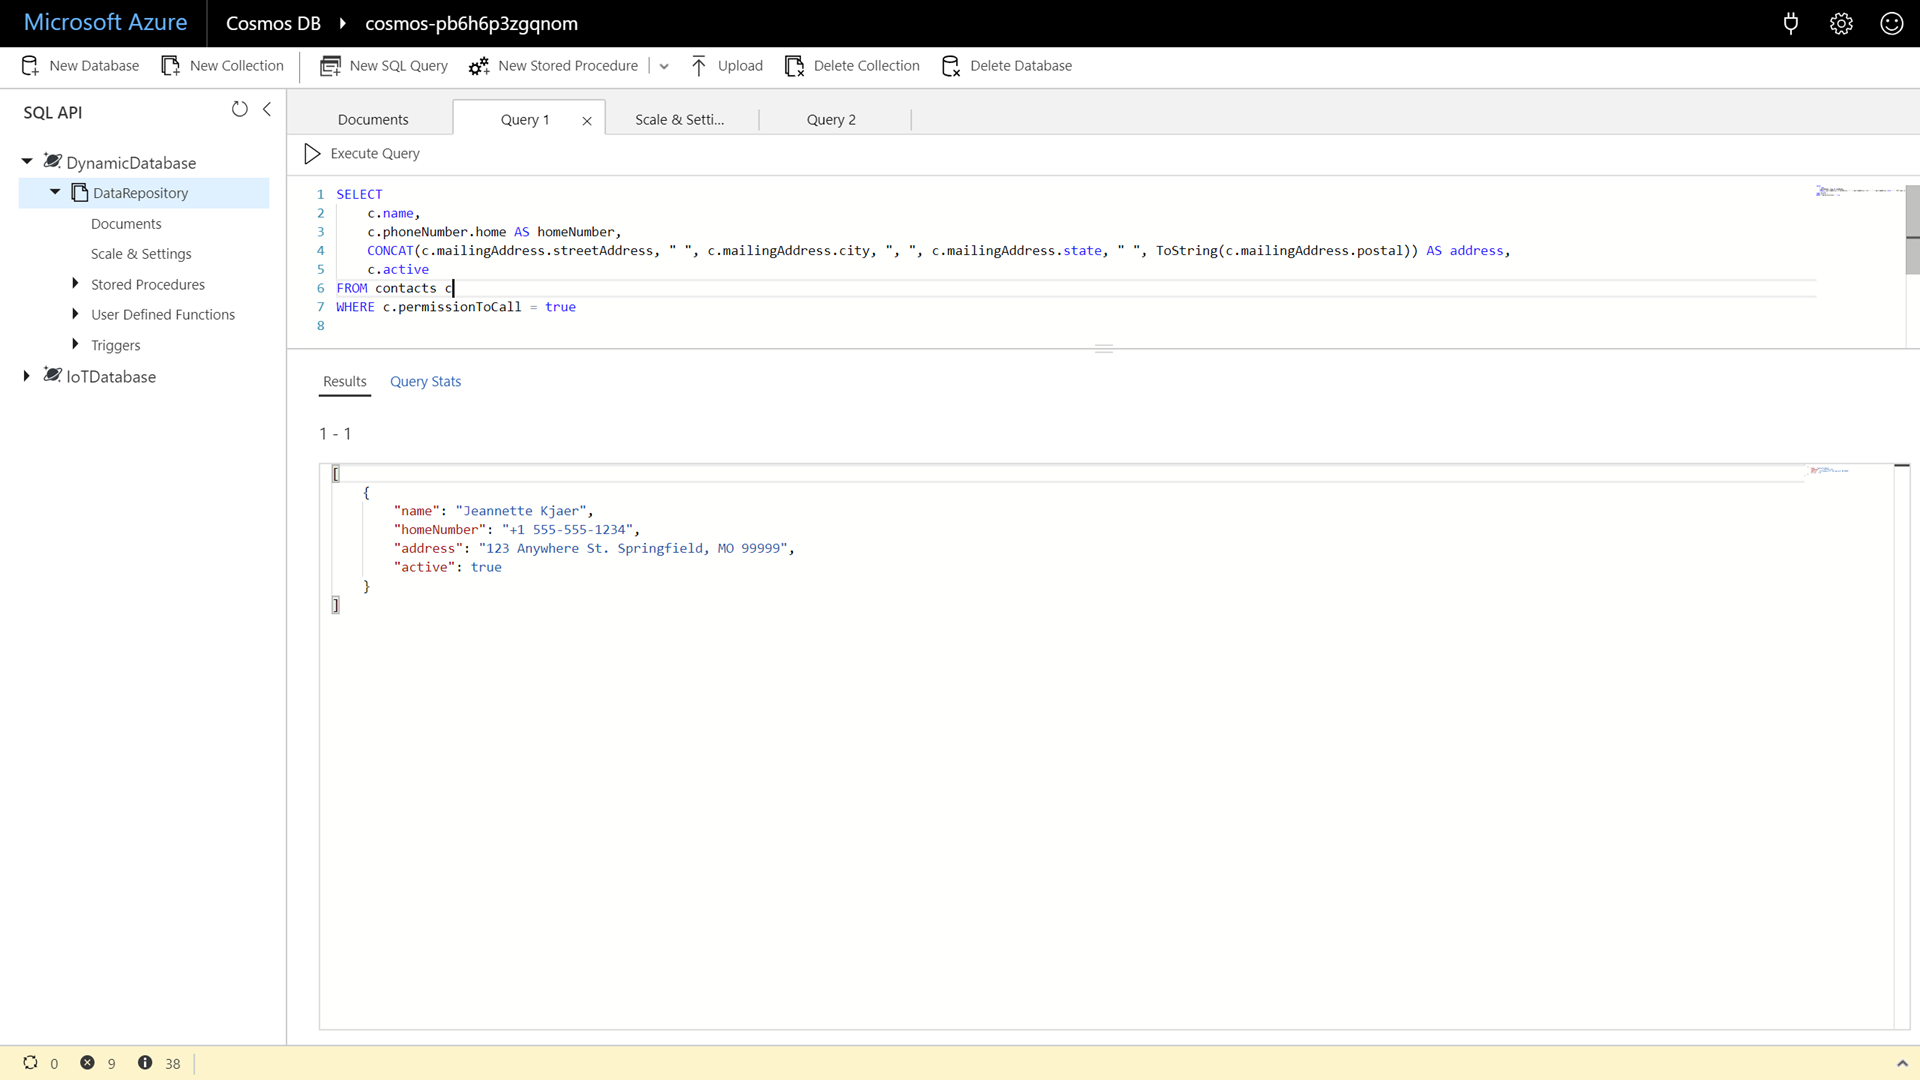 Microsoft Azure Cosmos DB cosmos-pb6h6p3zgqnom
New Database New Collection New SQL Query New Stored Procedure Upload Delete Collection Delete Database
SQL API
DynamicDatabase
DataRepository
Documents
Scale & Settings
Stored Procedures
User Defined Functions
Triggers
IoTDatabase
Documents Query 1 Scale & Setti... Query 2
Execute Query
1 SELECT
2 c.name,
3 c.phoneNumber.home AS homeNumber,
4 CONCAT(c.mailingAddress.streetAddress, " ", c.mailingAddress.city, ", ", c.mailingAddress.state, " ", ToString(c.mailingAddress.postal)) AS address,
5 c.active
6 FROM contacts c
7 WHERE c.permissionToCall = true
8
Results Query Stats
1 - 1
[
{
"name": "Jeannette Kjaer",
"homeNumber": "+1 555-555-1234",
"address": "123 Anywhere St. Springfield, MO 99999",
"active": true
}
]
0 9 38